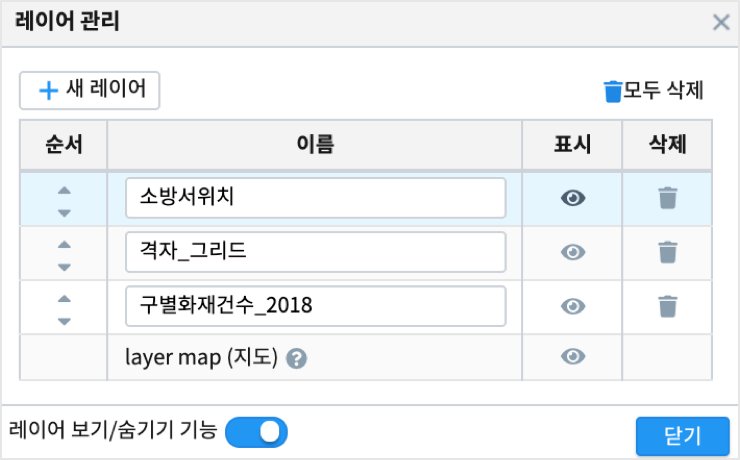 레이어 관리
새 레이어
모두 삭제
순서 이름 표시 삭제
소방서위치
격자_그리드
구별화재건수_2018
layer map (지도) ?
레이어 보기/숨기기 기능
닫기